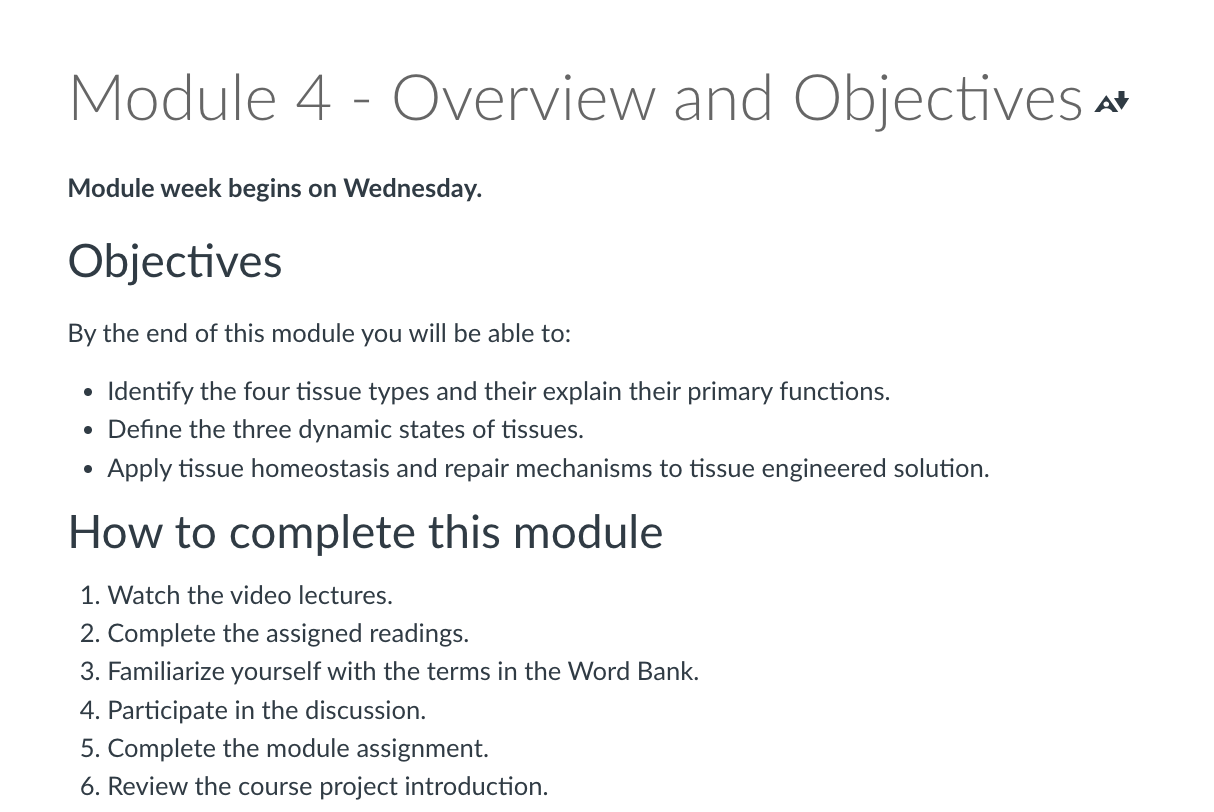 Module 4 - Overview and Objectives
Module week begins on Wednesday.
Objectives
By the end of this module you will be able to:
• Identify the four tissue types and their explain their primary functions.
• Define the three dynamic states of tissues.
• Apply tissue homeostasis and repair mechanisms to tissue engineered solution.
How to complete this module
1. Watch the video lectures.
2. Complete the assigned readings.
3. Familiarize yourself with the terms in the Word Bank.
4. Participate in the discussion.
5. Complete the module assignment.
6. Review the course project introduction.